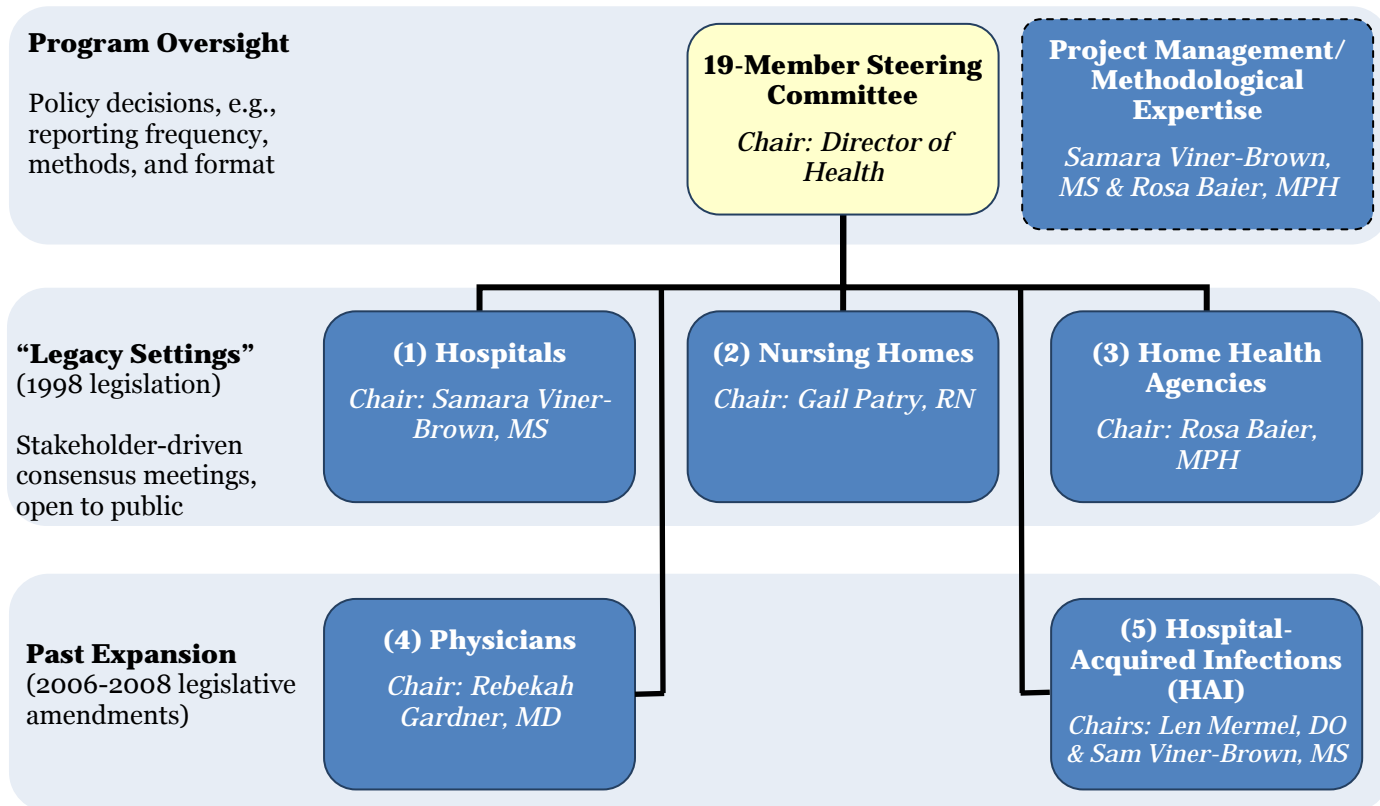 Program Oversight
Policy decisions, e.g.,
reporting frequency,
methods, and format
19-Member Steering
Committee
Chair: Director of
Health
Project Management/
Methodological
Expertise
Samara Viner-Brown,
MS & Rosa Baier, MPH
“Legacy Settings”
(1998 legislation)
Stakeholder-driven
consensus meetings,
open to public
(1) Hospitals
Chair: Samara Viner-
Brown, MS
(2) Nursing Homes
Chair: Gail Patry, RN
(3) Home Health
Agencies
Chair: Rosa Baier,
MPH
Past Expansion
(2006-2008 legislative
amendments)
(4) Physicians
Chair: Rebekah
Gardner, MD
(5) Hospital-
Acquired Infections
(HAI)
Chairs: Len Mermel, DO
& Sam Viner-Brown, MS